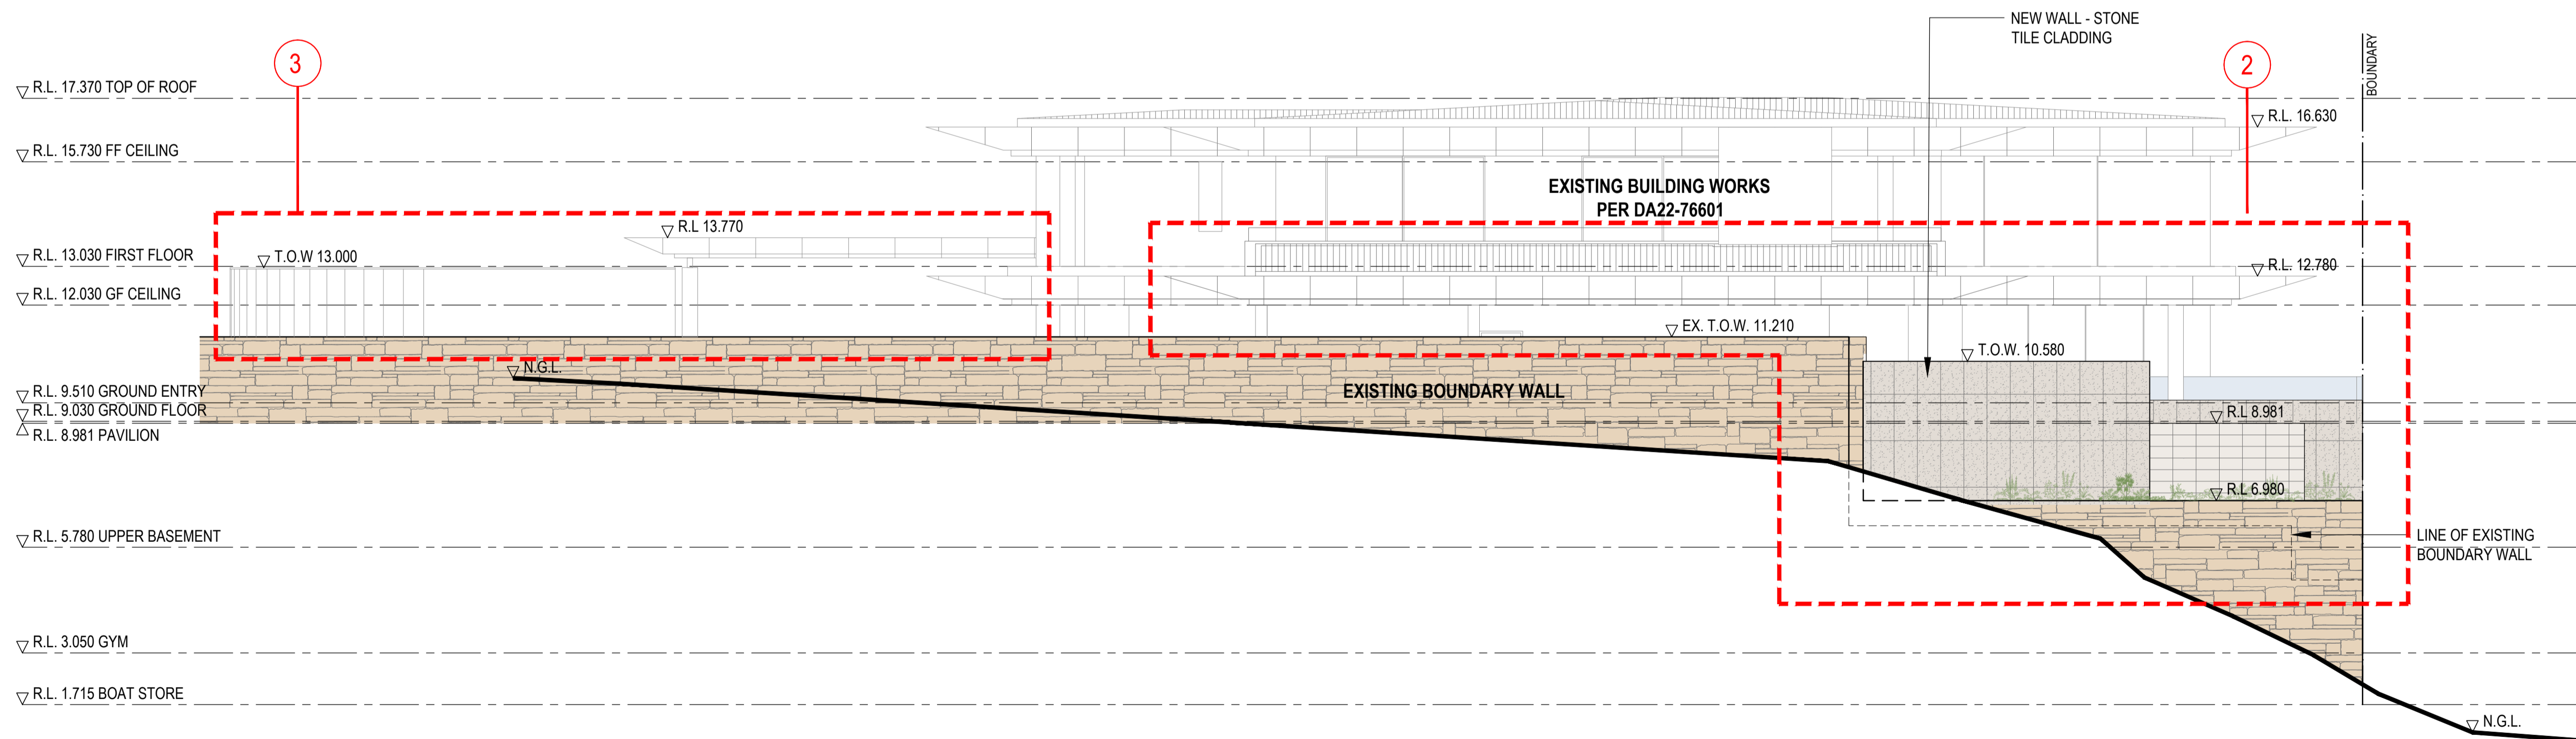 NEW WALL - STONE
TILE CLADDING
BOUNDARY
3
2
R.L. 17.370 TOP OF ROOF
R.L. 16.630
R.L. 15.730 FF CEILING
EXISTING BUILDING WORKS
PER DA22-76601
R.L 13.770
R.L. 13.030 FIRST FLOOR
T.O.W 13.000
R.L. 12.780
R.L. 12.030 GF CEILING
EX. T.O.W. 11.210
T.O.W. 10.580
N.G.L.
R.L. 9.510 GROUND ENTRY
EXISTING BOUNDARY WALL
R.L. 9.030 GROUND FLOOR
R.L 8.981
R.L. 8.981 PAVILION
R.L 6.980
R.L. 5.780 UPPER BASEMENT
LINE OF EXISTING
BOUNDARY WALL
R.L. 3.050 GYM
R.L. 1.715 BOAT STORE
N.G.L.